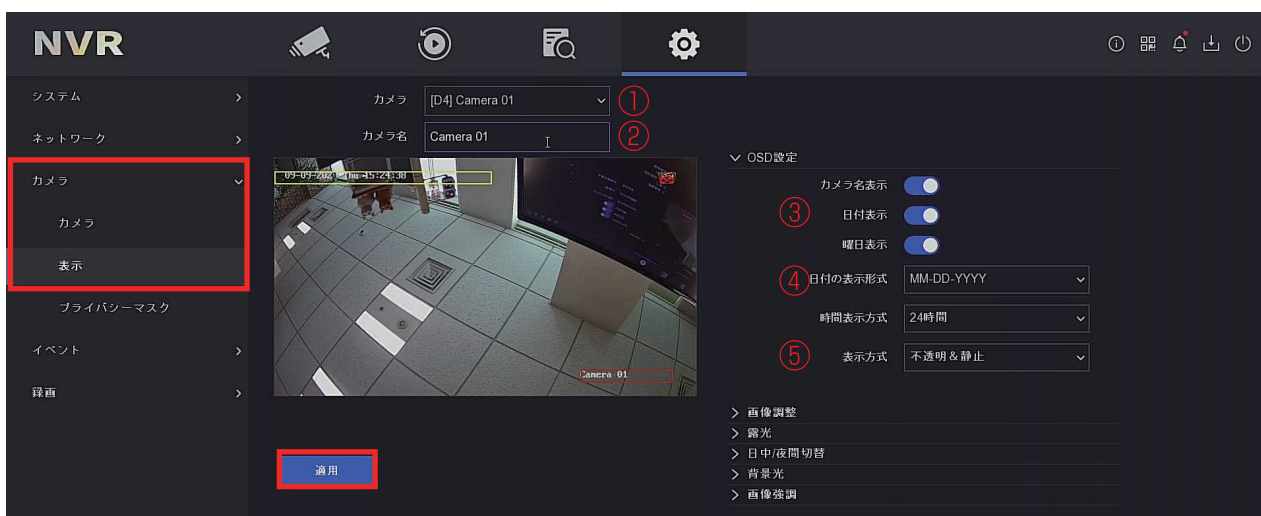 NVR
システム
ネットワーク
カメラ
カメラ
表示
プライバシーマスク
イベント
録画
カメラ [D4] Camera 01 ①
カメラ名 Camera 01 ②
15:24:38
Camera 01
適用
OSD設定
カメラ名表示
③ 日付表示
曜日表示
④ 日付の表示形式 MM-DD-YYYY
時間表示方式 24時間
⑤ 表示方式 不透明&静止
画像調整
露光
日中/夜間切替
背景光
画像強調